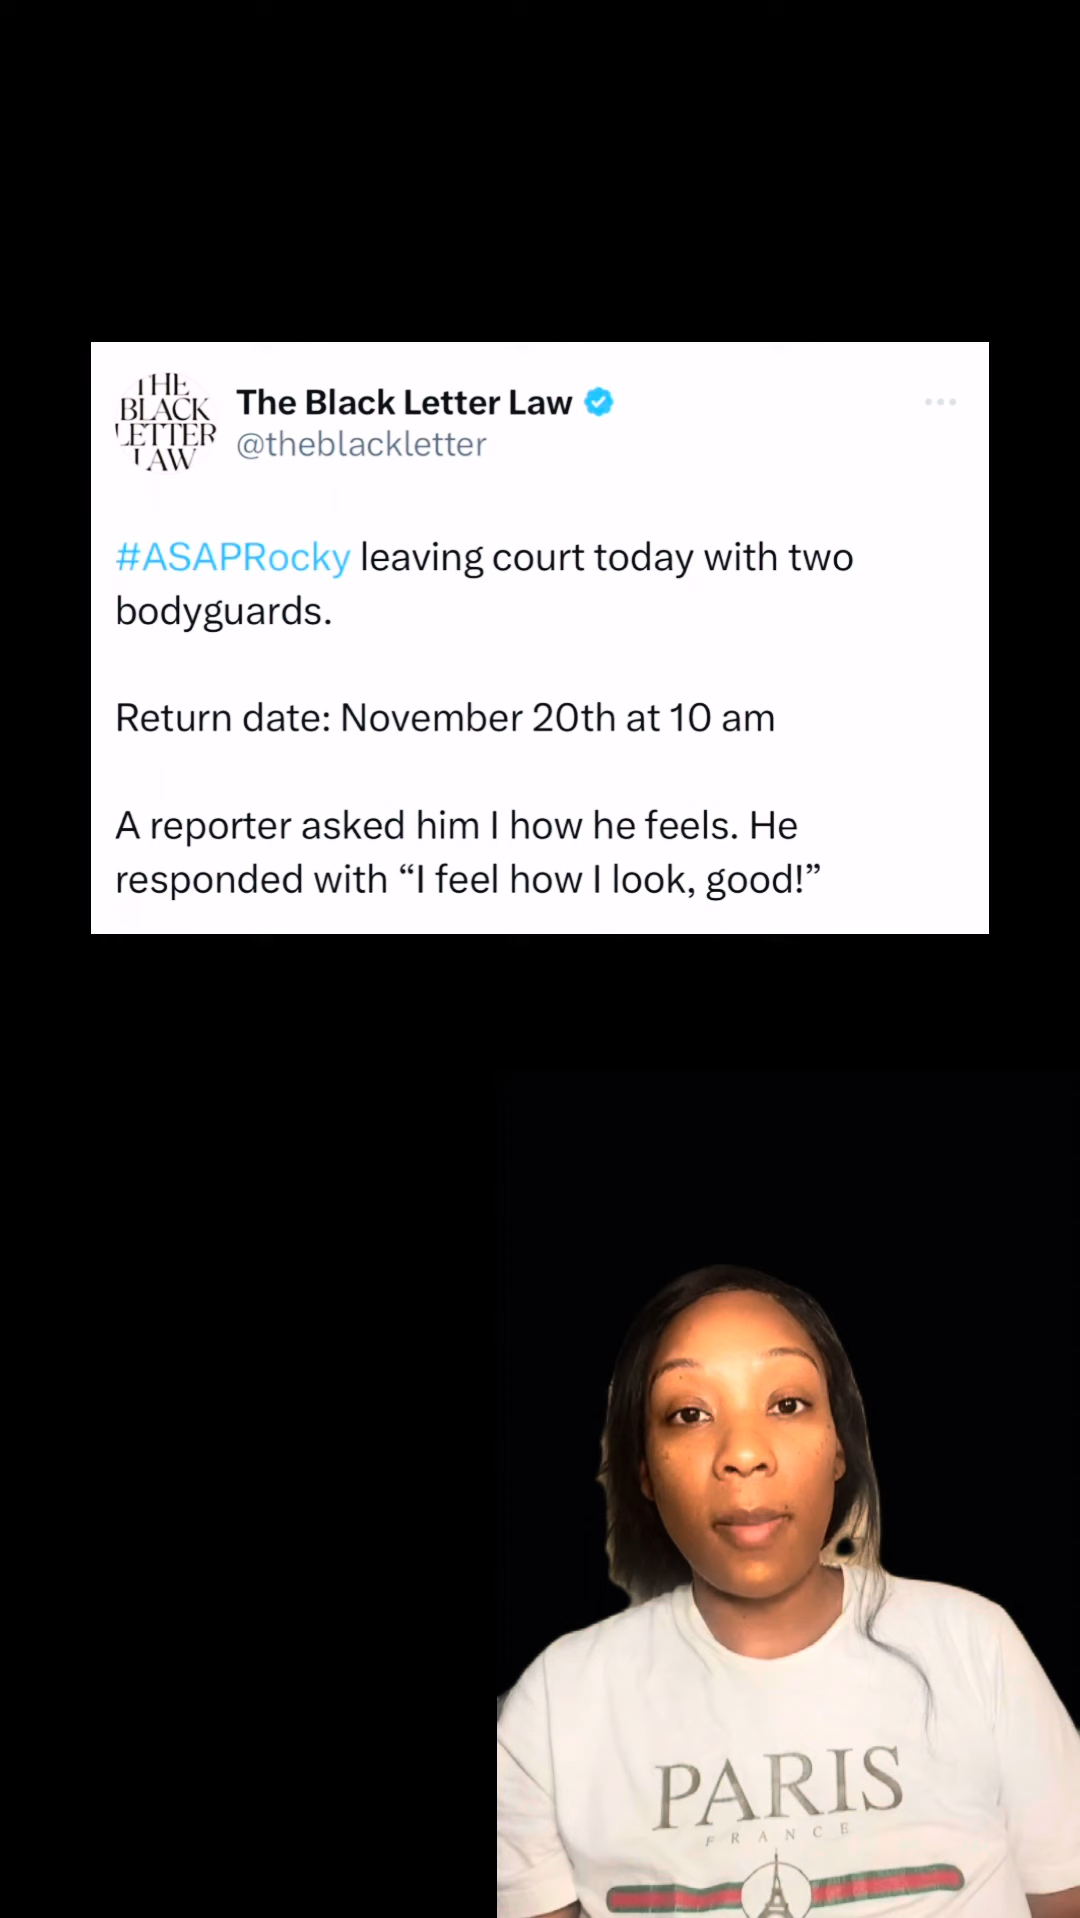 THE
BLACK
LETTER
LAW
The Black Letter Law
@theblackletter
#ASAPRocky leaving court today with two
bodyguards.
Return date: November 20th at 10 am
A reporter asked him I how he feels. He
responded with “I feel how I look, good!”
PARIS
FRANCE